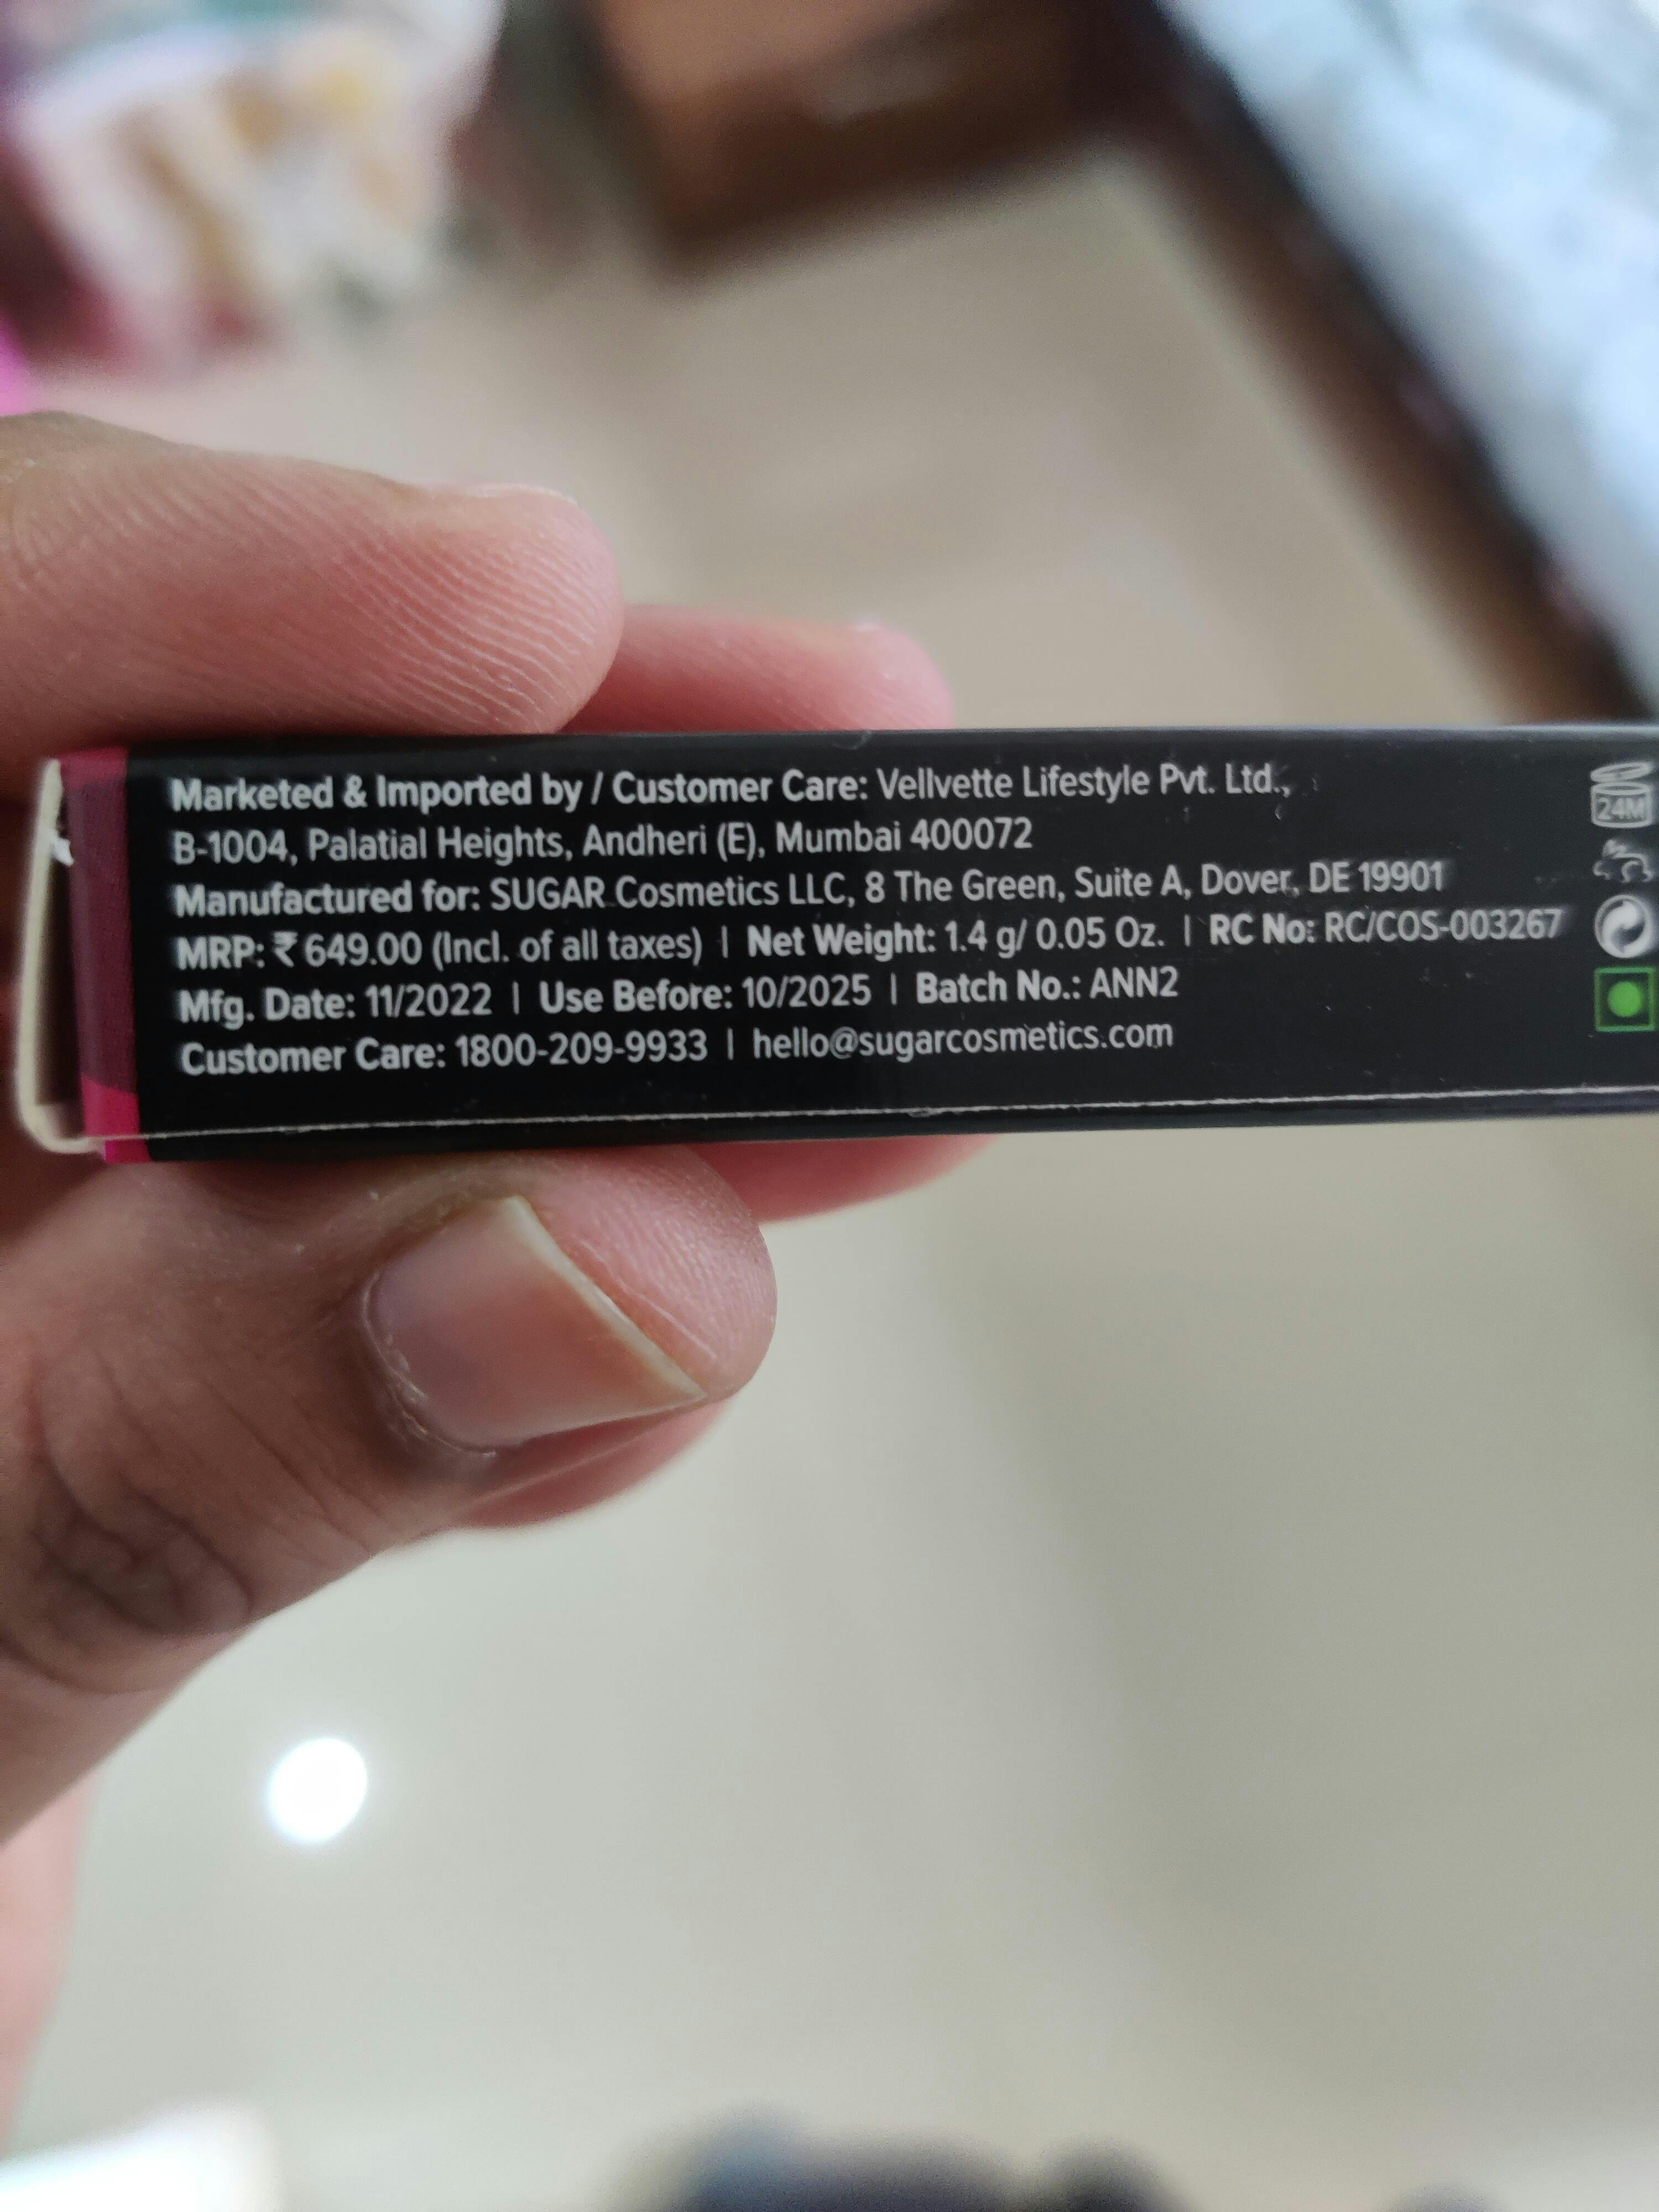 Marketed & Imported by / Customer Care: Vellvette Lifestyle Pvt. Ltd.,
B-1004, Palatial Heights, Andheri (E), Mumbai 400072
Manufactured for: SUGAR Cosmetics LLC, 8 The Green, Suite A, Dover, DE 19901
MRP: ₹ 649.00 (Incl. of all taxes) | Net Weight: 1.4 g/ 0.05 Oz. | RC No: RC/COS-003267
Mfg. Date: 11/2022 | Use Before: 10/2025 | Batch No.: ANN2
Customer Care: 1800-209-9933 | hello@sugarcosmetics.com
24M